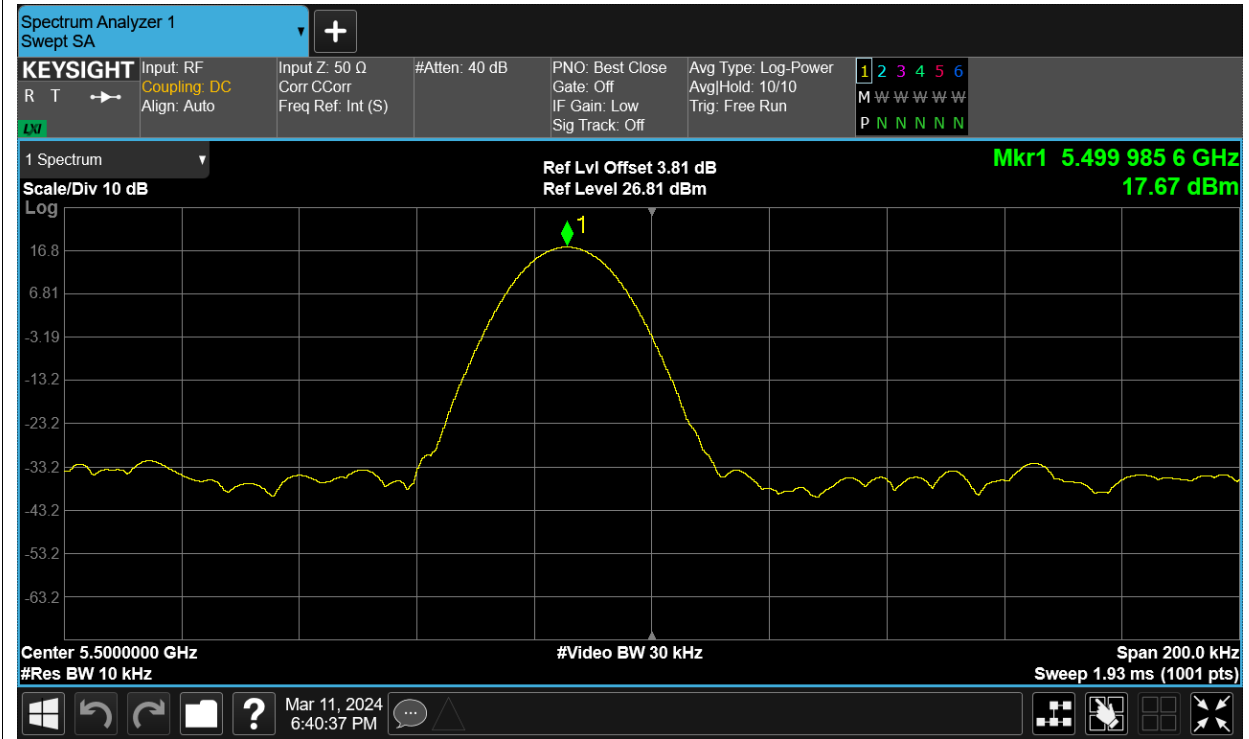 Spectrum Analyzer 1
Swept SA
+
KEYSIGHT
R T
LXI
Input: RF
Coupling: DC
Align: Auto
Input Z: 50 Ω
Corr CCorr
Freq Ref: Int (S)
#Atten: 40 dB
PNO: Best Close
Gate: Off
IF Gain: Low
Sig Track: Off
Avg Type: Log-Power
Avg|Hold: 10/10
Trig: Free Run
1 2 3 4 5 6
M W W W W W
P N N N N N
1 Spectrum
Scale/Div 10 dB
Log
Ref Lvl Offset 3.81 dB
Ref Level 26.81 dBm
Mkr1 5.499 985 6 GHz
17.67 dBm
1
16.8
6.81
-3.19
-13.2
-23.2
-33.2
-43.2
-53.2
-63.2
Center 5.5000000 GHz
#Res BW 10 kHz
#Video BW 30 kHz
Span 200.0 kHz
Sweep 1.93 ms (1001 pts)
?
Mar 11, 2024
6:40:37 PM